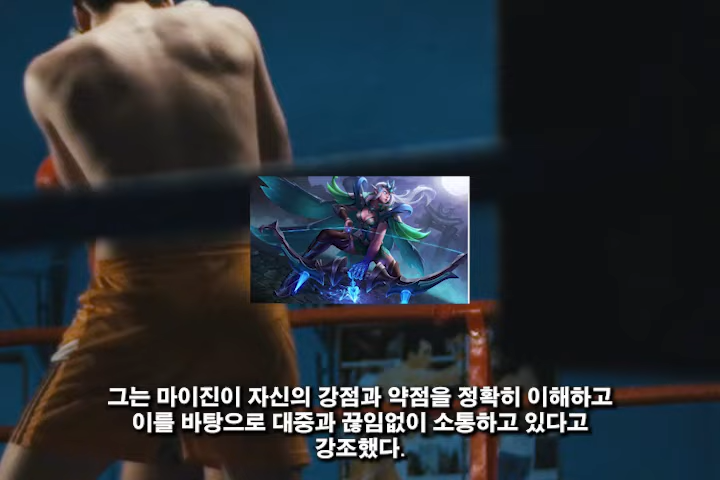 그는 마이진이 자신의 강점과 약점을 정확히 이해하고
이를 바탕으로 대중과 끊임없이 소통하고 있다고
강조했다.